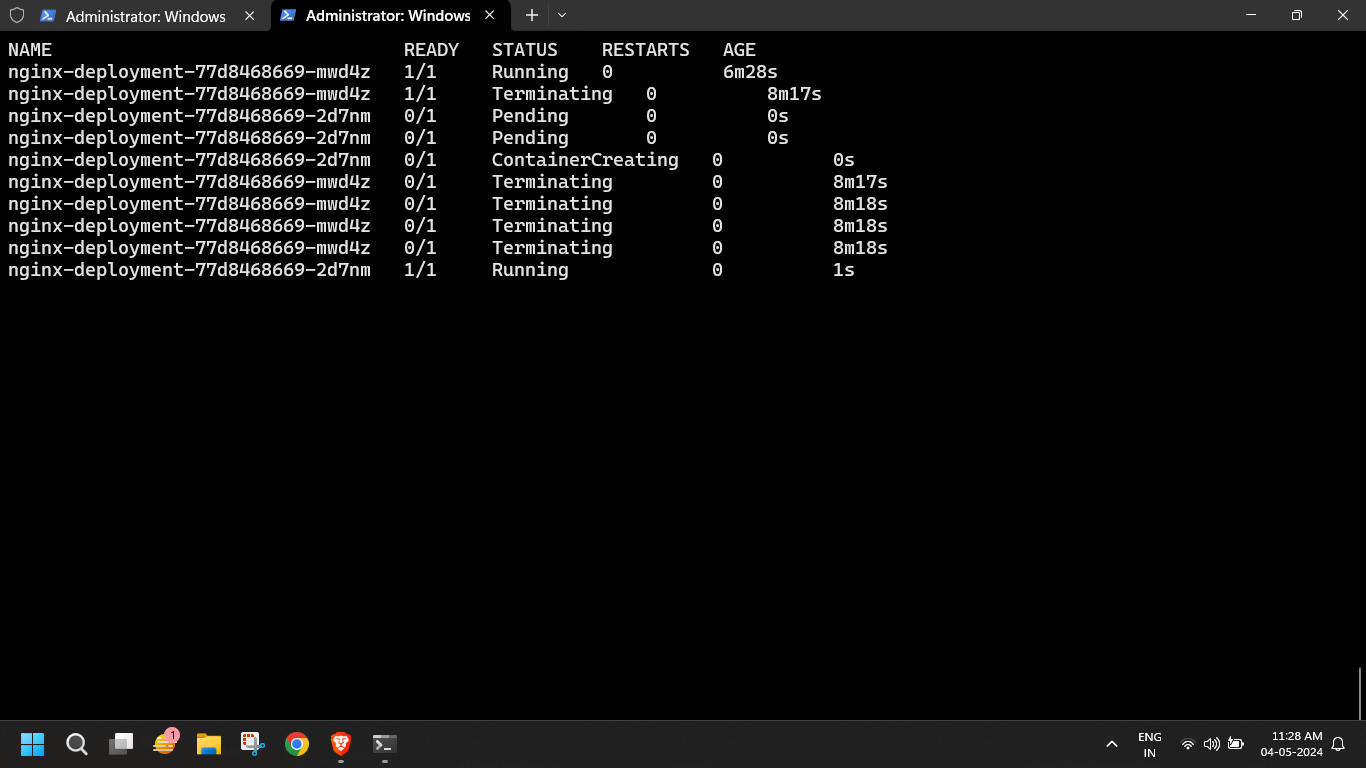 Administrator: Windows
Administrator: Windows
NAME READY STATUS RESTARTS AGE
nginx-deployment-77d8468669-mwd4z 1/1 Running 0 6m28s
nginx-deployment-77d8468669-mwd4z 1/1 Terminating 0 8m17s
nginx-deployment-77d8468669-2d7nm 0/1 Pending 0 0s
nginx-deployment-77d8468669-2d7nm 0/1 Pending 0 0s
nginx-deployment-77d8468669-2d7nm 0/1 ContainerCreating 0 0s
nginx-deployment-77d8468669-mwd4z 0/1 Terminating 0 8m17s
nginx-deployment-77d8468669-mwd4z 0/1 Terminating 0 8m18s
nginx-deployment-77d8468669-mwd4z 0/1 Terminating 0 8m18s
nginx-deployment-77d8468669-mwd4z 0/1 Terminating 0 8m18s
nginx-deployment-77d8468669-2d7nm 1/1 Running 0 1s
1
ENG
IN
11:28 AM
04-05-2024